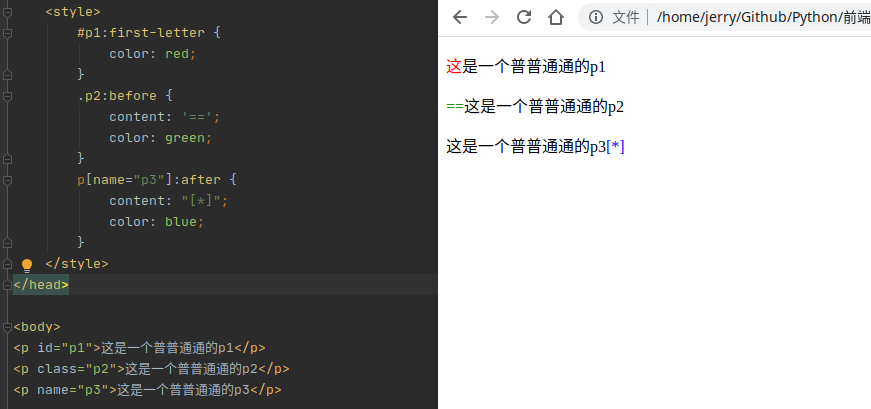 <style>
#p1:first-letter {
color: red;
}
.p2:before {
content: '==';
color: green;
}
p[name="p3"]:after {
content: "[*]";
color: blue;
}
</style>
</head>
<body>
<p id="p1">这是一个普普通通的p1</p>
<p class="p2">这是一个普普通通的p2</p>
<p name="p3">这是一个普普通通的p3</p>
文件 /home/jerry/Github/Python/前端
这是一个普普通通的p1
==这是一个普普通通的p2
这是一个普普通通的p3[*]